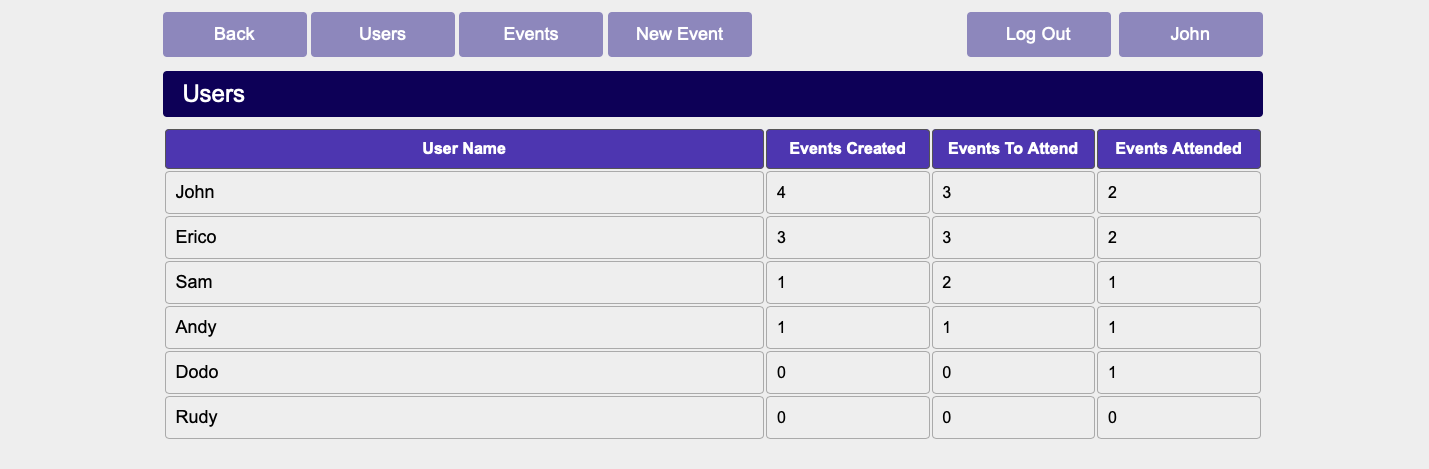 Back Users Events New Event Log Out John
Users
User Name Events Created Events To Attend Events Attended
John 4 3 2
Erico 3 3 2
Sam 1 2 1
Andy 1 1 1
Dodo 0 0 1
Rudy 0 0 0